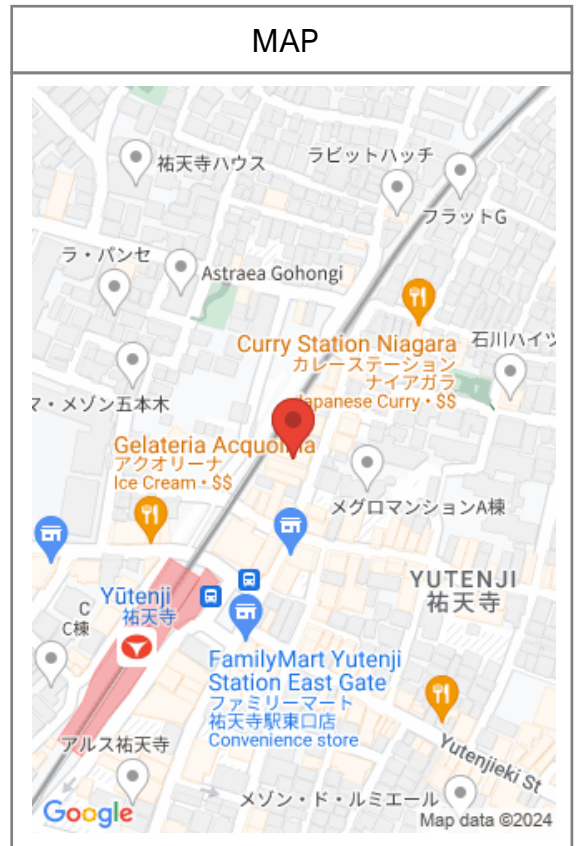 MAP
祐天寺ハウス
ラビットハッチ
フラットG
ラ・パンセ
Astraea Gohongi
Curry Station Niagara
カレーステーション
ナイアガラ
Japanese Curry • $$
石川ハイツ
マ・メゾン五本木
Gelateria Acquolina
アクオリーナ
Ice Cream • $$
メグロマンションA棟
YUTENJI
祐天寺
Yūtenji
祐天寺
C
C棟
FamilyMart Yutenji
Station East Gate
ファミリーマート
祐天寺駅東口店
Convenience store
アルス祐天寺
Yutenjieki St
メゾン・ド・ルミエール
Google
Map data ©2024